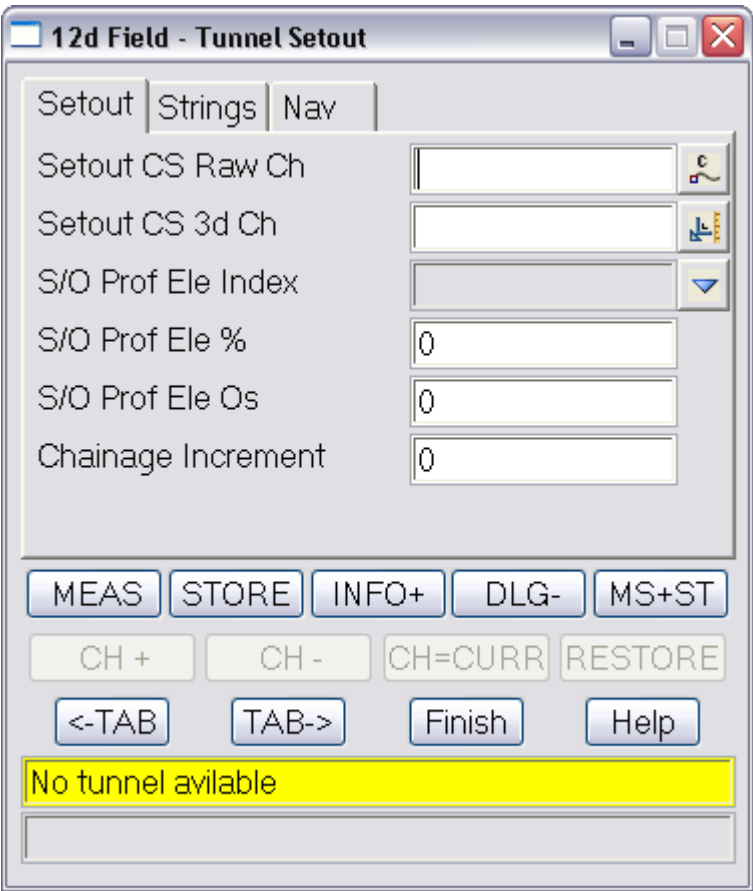 12d Field - Tunnel Setout
Setout Strings Nav
Setout CS Raw Ch
c
Setout CS 3d Ch
S/O Prof Ele Index
S/O Prof Ele % 0
S/O Prof Ele Os 0
Chainage Increment 0
MEAS STORE INFO+ DLG- MS+ST
CH + CH - CH=CURR RESTORE
<-TAB TAB-> Finish Help
No tunnel avilable